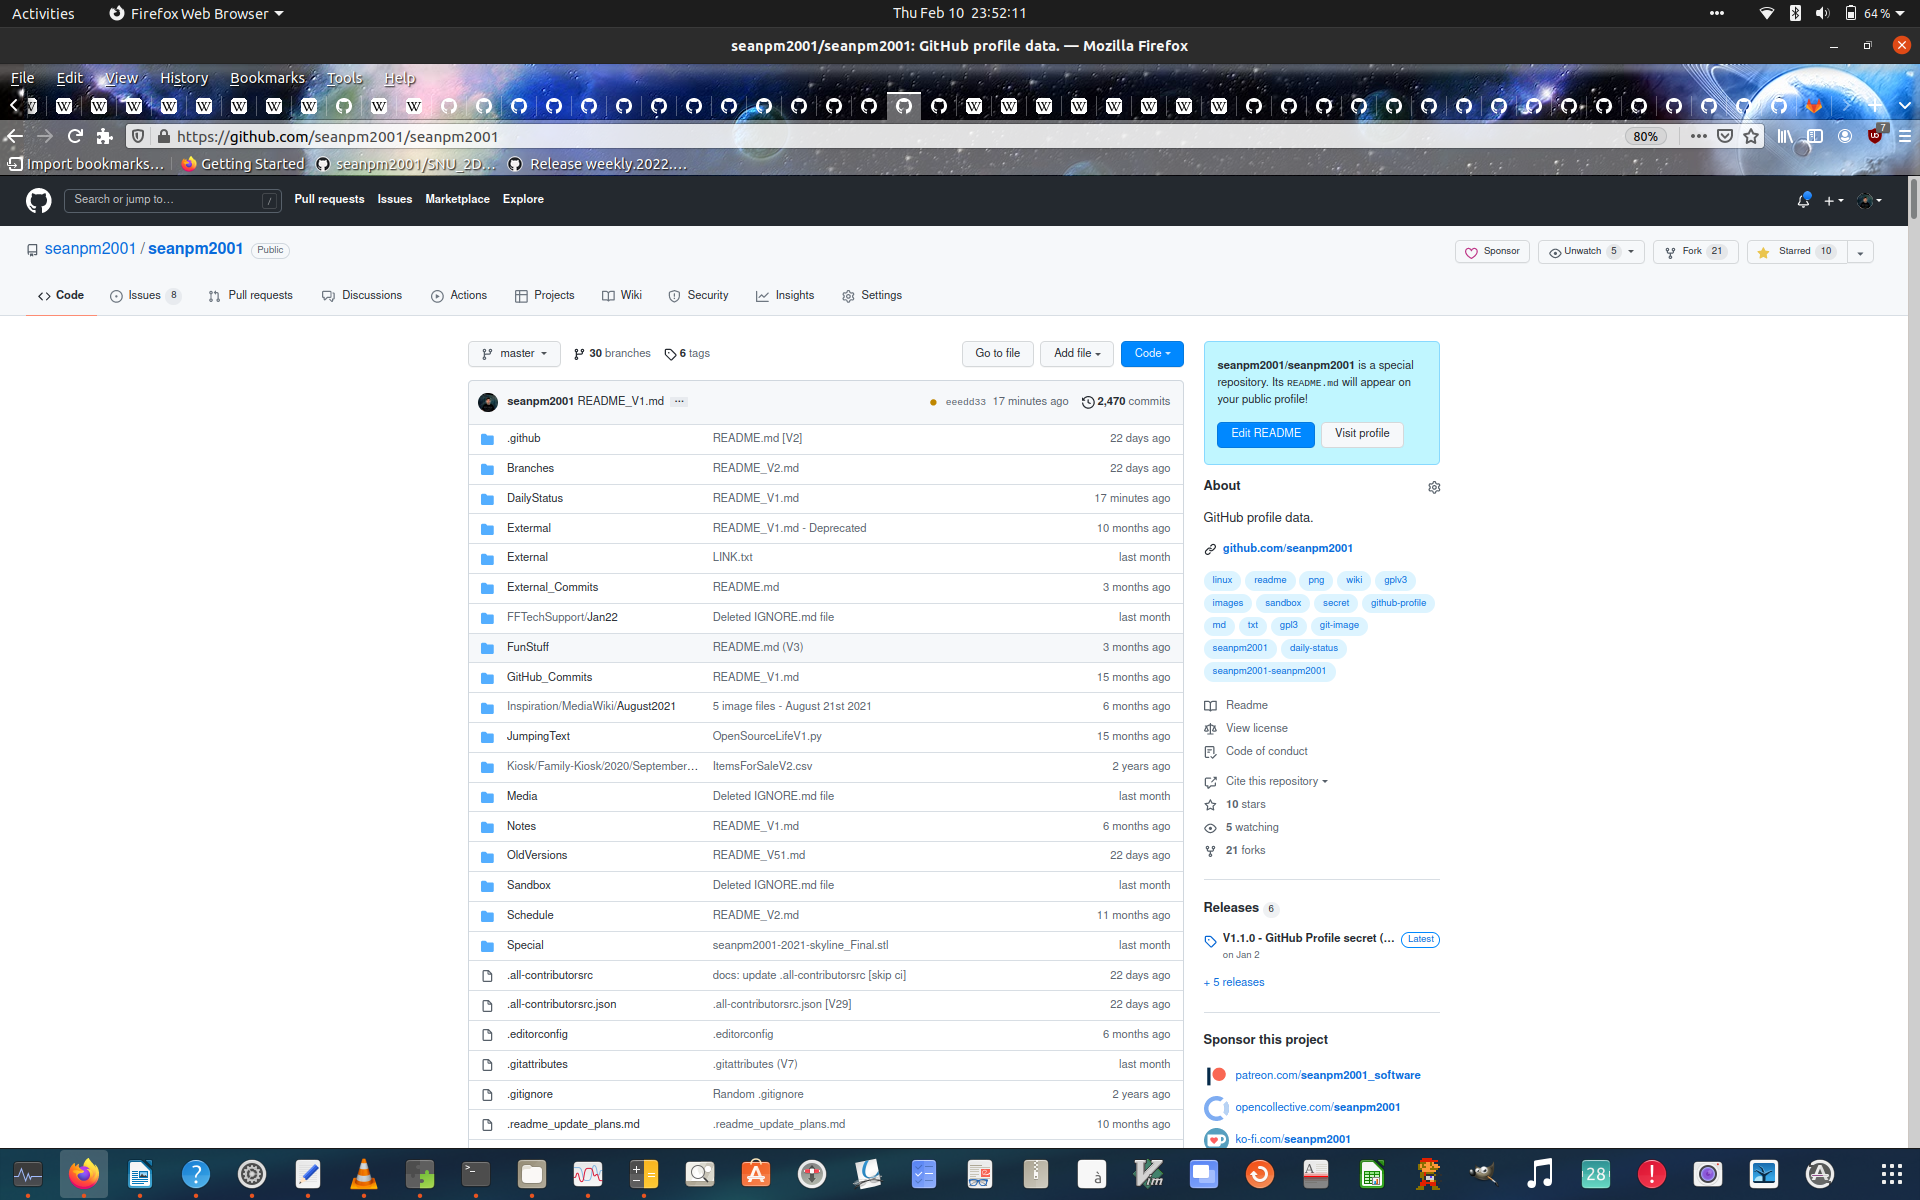 Activities Firefox Web Browser Thu Feb 10 23:52:11 64%
seanpm2001/seanpm2001: GitHub profile data. — Mozilla Firefox
File Edit View History Bookmarks Tools Help
https://github.com/seanpm2001/seanpm2001 80% 7
Import bookmarks... Getting Started seanpm2001/SNU_2D... Release weekly.2022....
Search or jump to... / Pull requests Issues Marketplace Explore
seanpm2001 / seanpm2001 Public Sponsor Unwatch 5 Fork 21 Starred 10
Code Issues 8 Pull requests Discussions Actions Projects Wiki Security Insights Settings
master 30 branches 6 tags Go to file Add file Code
seanpm2001 README_V1.md ... eeedd33 17 minutes ago 2,470 commits
.github README.md [V2] 22 days ago
Branches README_V2.md 22 days ago
DailyStatus README_V1.md 17 minutes ago
Extermal README_V1.md - Deprecated 10 months ago
External LINK.txt last month
External_Commits README.md 3 months ago
FFTechSupport/Jan22 Deleted IGNORE.md file last month
FunStuff README.md (V3) 3 months ago
GitHub_Commits README_V1.md 15 months ago
Inspiration/MediaWiki/August2021 5 image files - August 21st 2021 6 months ago
JumpingText OpenSourceLifeV1.py 15 months ago
Kiosk/Family-Kiosk/2020/September... ItemsForSaleV2.csv 2 years ago
Media Deleted IGNORE.md file last month
Notes README_V1.md 6 months ago
OldVersions README_V51.md 22 days ago
Sandbox Deleted IGNORE.md file last month
Schedule README_V2.md 11 months ago
Special seanpm2001-2021-skyline_Final.stl last month
.all-contributorsrc docs: update .all-contributorsrc [skip ci] 22 days ago
.all-contributorsrc.json .all-contributorsrc.json [V29] 22 days ago
.editorconfig .editorconfig 6 months ago
.gitattributes .gitattributes (V7) last month
.gitignore Random .gitignore 2 years ago
.readme_update_plans.md .readme_update_plans.md 10 months ago
seanpm2001/seanpm2001 is a special
repository. Its README.md will appear on
your public profile!
Edit README Visit profile
About
GitHub profile data.
github.com/seanpm2001
linux readme png wiki gplv3
images sandbox secret github-profile
md txt gpl3 git-image
seanpm2001 daily-status
seanpm2001-seanpm2001
Readme
View license
Code of conduct
Cite this repository
10 stars
5 watching
21 forks
Releases 6
V1.1.0 - GitHub Profile secret (... Latest
on Jan 2
+ 5 releases
Sponsor this project
patreon.com/seanpm2001_software
opencollective.com/seanpm2001
ko-fi.com/seanpm2001
28